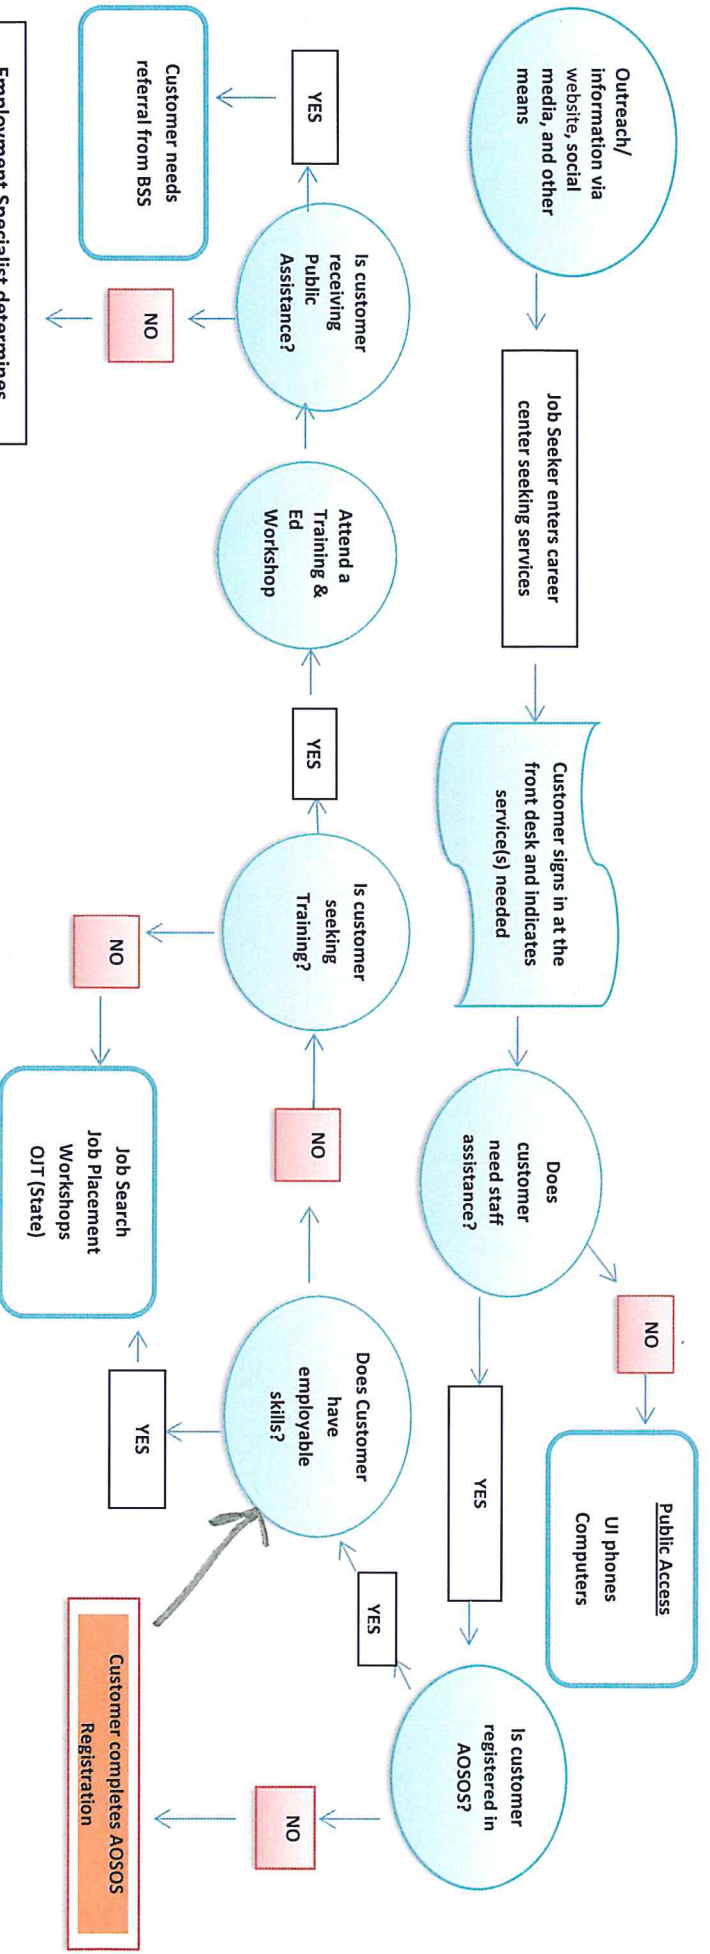 Outreach/
information via
website, social
media, and other
means
Job Seeker enters career
center seeking services
Customer signs in at the
front desk and indicates
service(s) needed
Does
customer
need staff
assistance?
NO
Public Access
UI phones
Computers
YES
Is customer
registered in
AOSOS?
NO
Customer completes AOSOS
Registration
YES
Does Customer
have
employable
skills?
YES
NO
Is customer
seeking
Training?
NO
Job Search
Job Placement
Workshops
OJT (State)
YES
Attend a
Training &
Ed
Workshop
Is customer
receiving
Public
Assistance?
YES
Customer needs
referral from BSS
NO
Employment Specialist determines